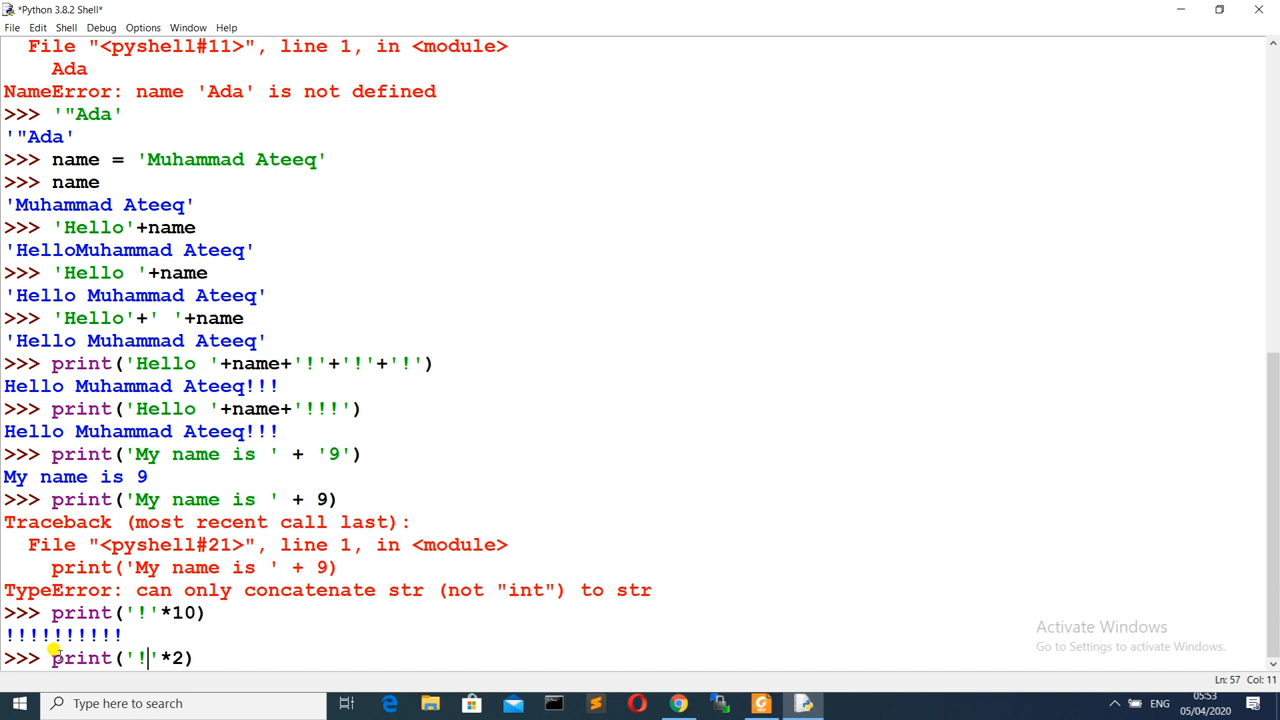 *Python 3.8.2 Shell*
File Edit Shell Debug Options Window Help
  File "<pyshell#11>", line 1, in <module>
    Ada
NameError: name 'Ada' is not defined
>>> '"Ada'
'"Ada'
>>> name = 'Muhammad Ateeq'
>>> name
'Muhammad Ateeq'
>>> 'Hello'+name
'HelloMuhammad Ateeq'
>>> 'Hello '+name
'Hello Muhammad Ateeq'
>>> 'Hello'+' '+name
'Hello Muhammad Ateeq'
>>> print('Hello '+name+'!'+'!'+'!')
Hello Muhammad Ateeq!!!
>>> print('Hello '+name+'!!!')
Hello Muhammad Ateeq!!!
>>> print('My name is ' + '9')
My name is 9
>>> print('My name is ' + 9)
Traceback (most recent call last):
  File "<pyshell#21>", line 1, in <module>
    print('My name is ' + 9)
TypeError: can only concatenate str (not "int") to str
>>> print('!'*10)
!!!!!!!!!!
>>> print('!'*2)
Activate Windows
Go to Settings to activate Windows.
Ln: 57 Col: 11
Type here to search
ENG
05:53
05/04/2020